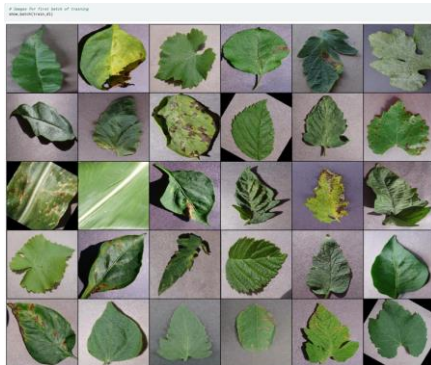 # Images for first batch of training
show_batch(train_dl)